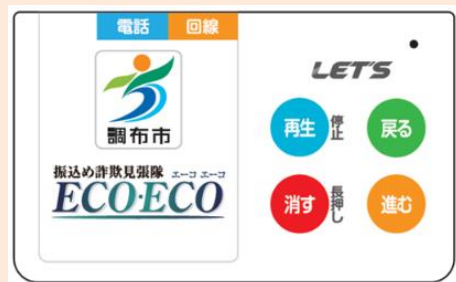 電話 回線
LET'S
調布市
再生 停止 戻る
振込め詐欺見張隊 エーコ エーコ
ECO・ECO
消す 長押し 進む